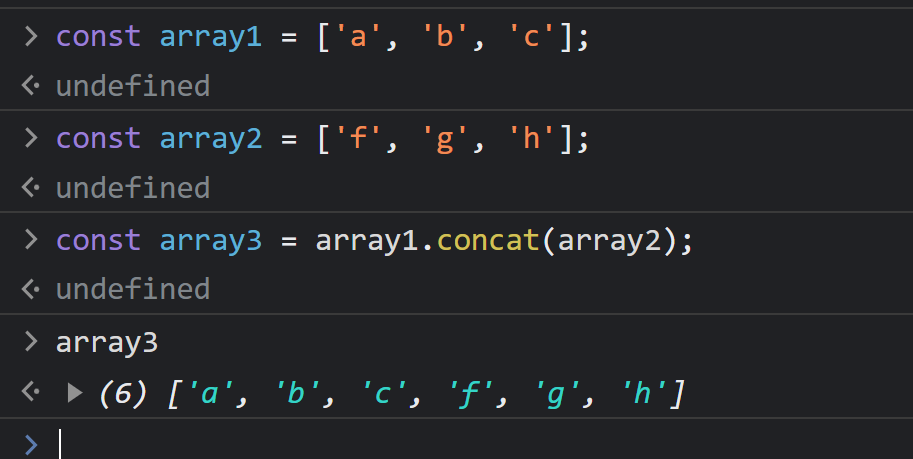 > const array1 = ['a', 'b', 'c'];
undefined
> const array2 = ['f', 'g', 'h'];
undefined
> const array3 = array1.concat(array2);
undefined
> array3
(6) ['a', 'b', 'c', 'f', 'g', 'h']
>